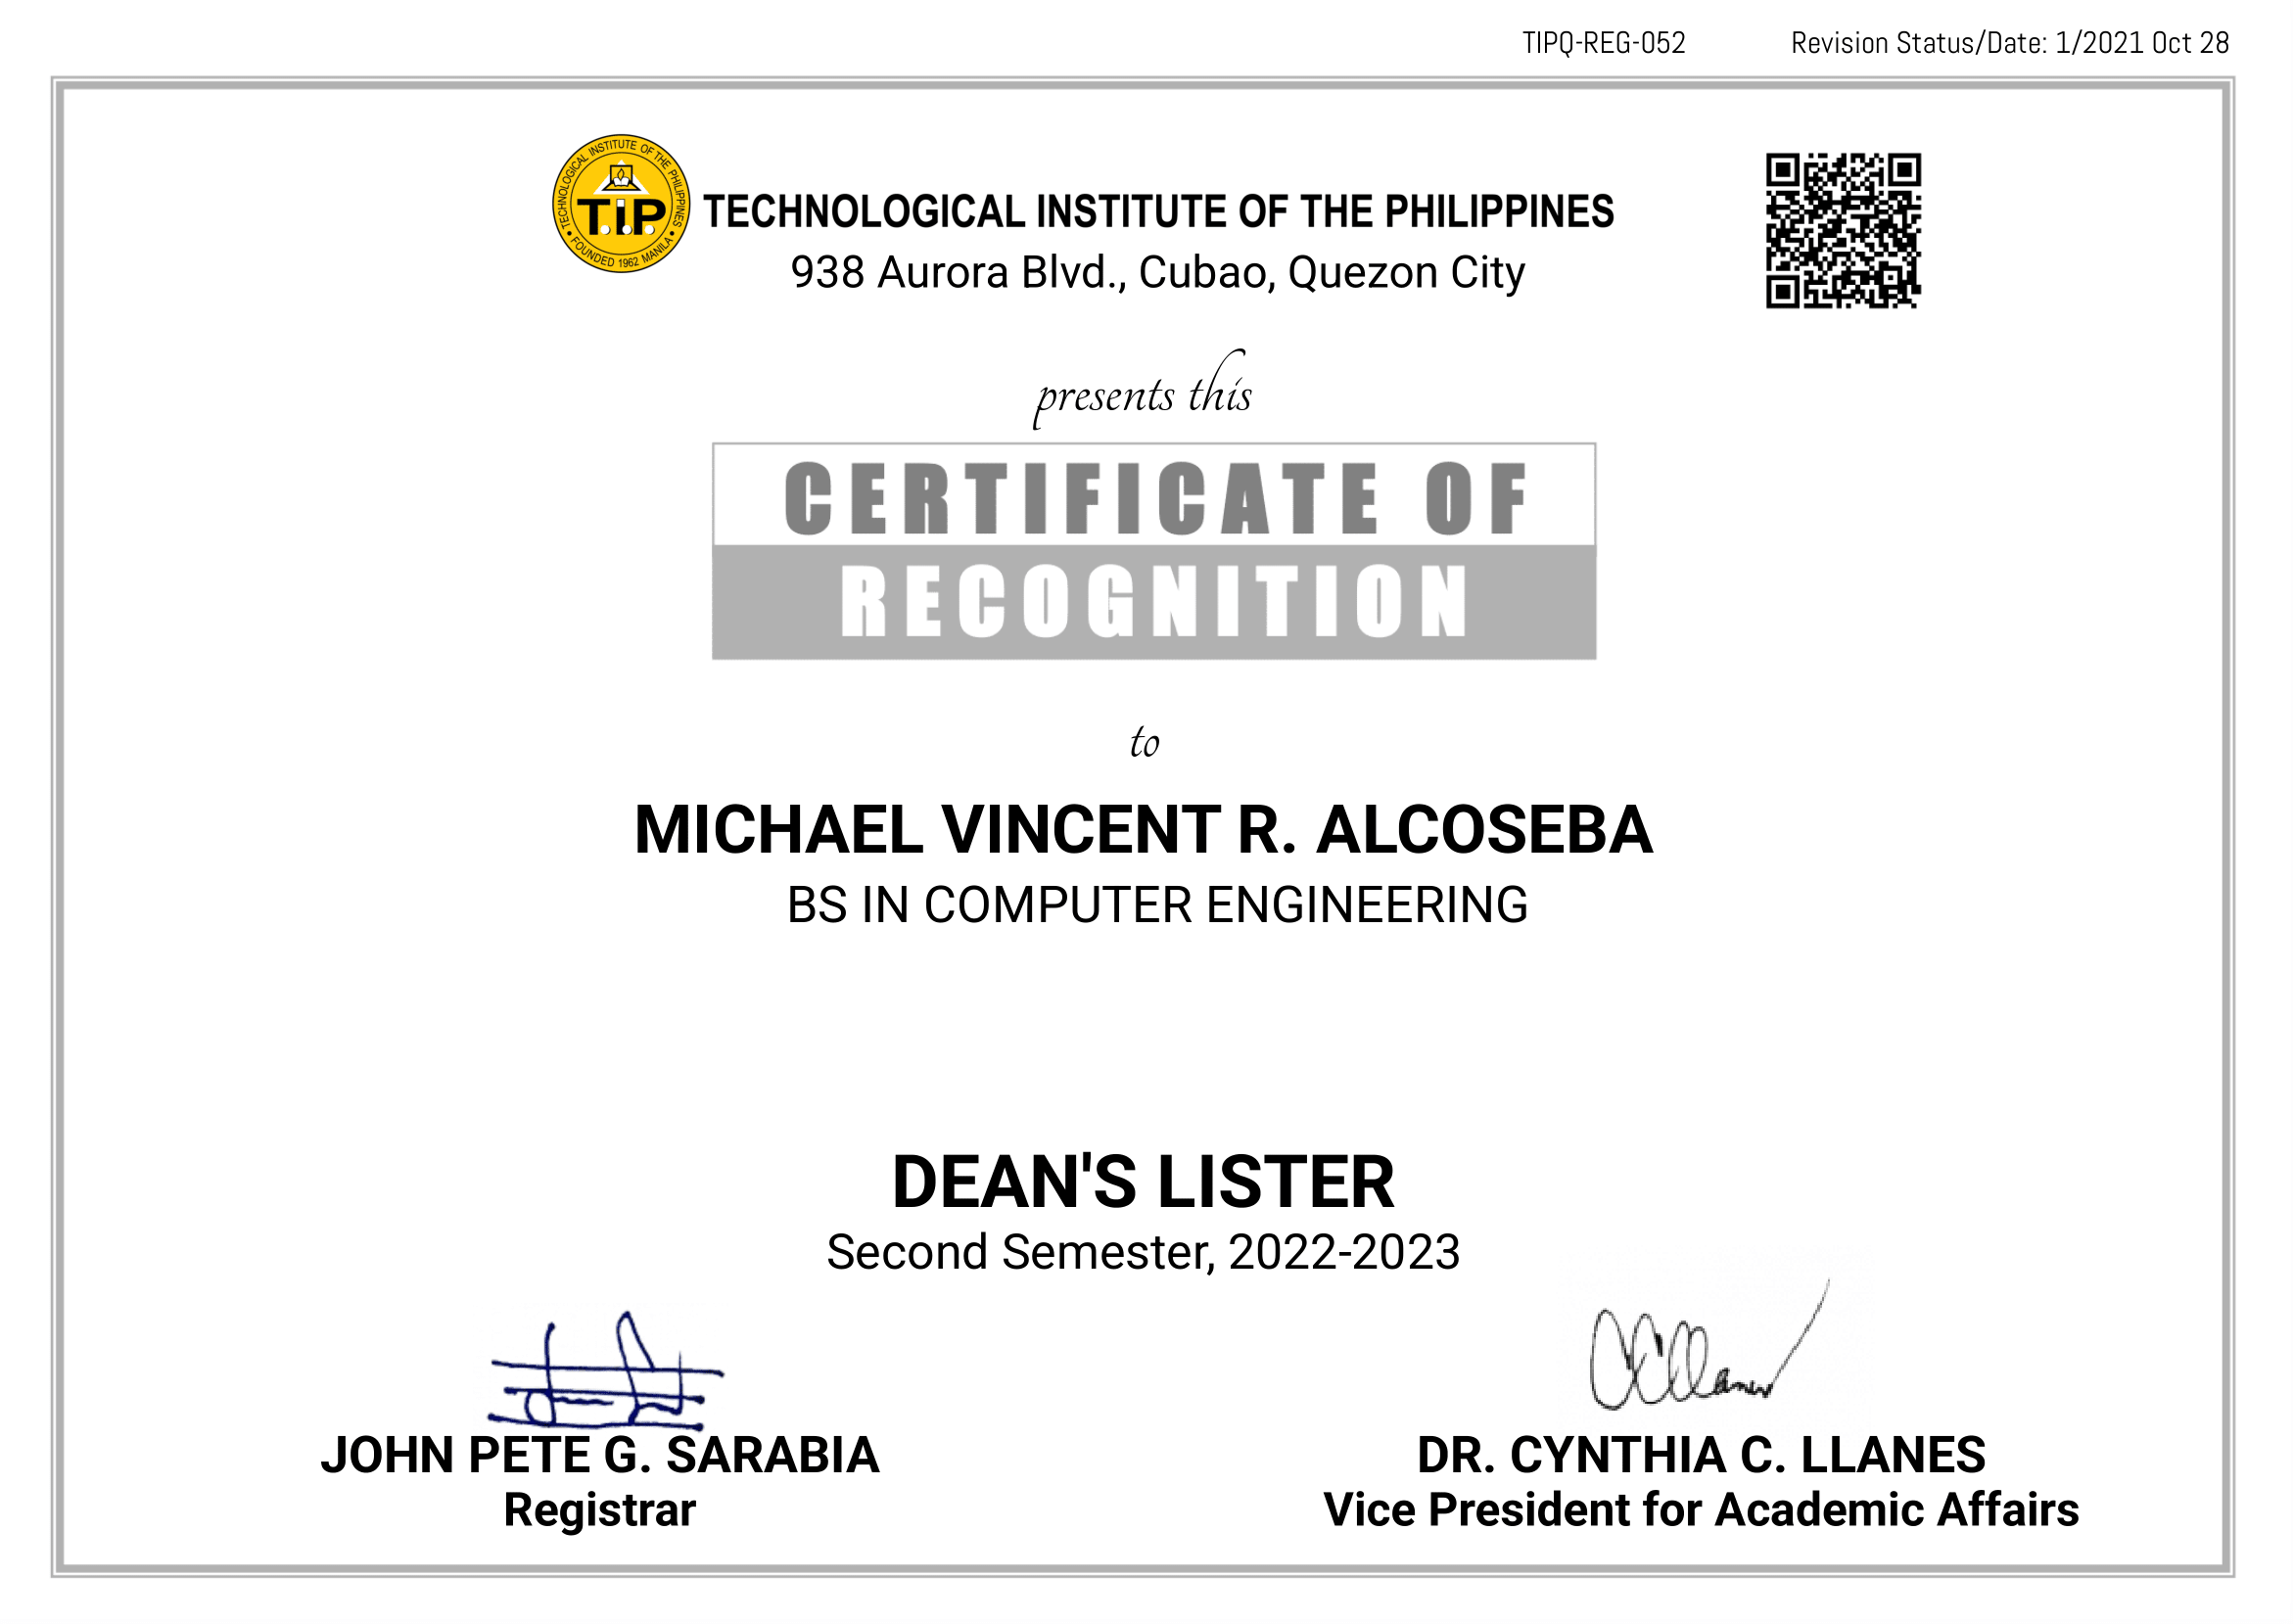 TIPQ-REG-052 Revision Status/Date: 1/2021 Oct 28
TECHNOLOGICAL INSTITUTE OF THE PHILIPPINES
T.I.P.
FOUNDED 1962 MANILA
TECHNOLOGICAL INSTITUTE OF THE PHILIPPINES
938 Aurora Blvd., Cubao, Quezon City
presents this
CERTIFICATE OF
RECOGNITION
to
MICHAEL VINCENT R. ALCOSEBA
BS IN COMPUTER ENGINEERING
DEAN'S LISTER
Second Semester, 2022-2023
JOHN PETE G. SARABIA
Registrar
DR. CYNTHIA C. LLANES
Vice President for Academic Affairs